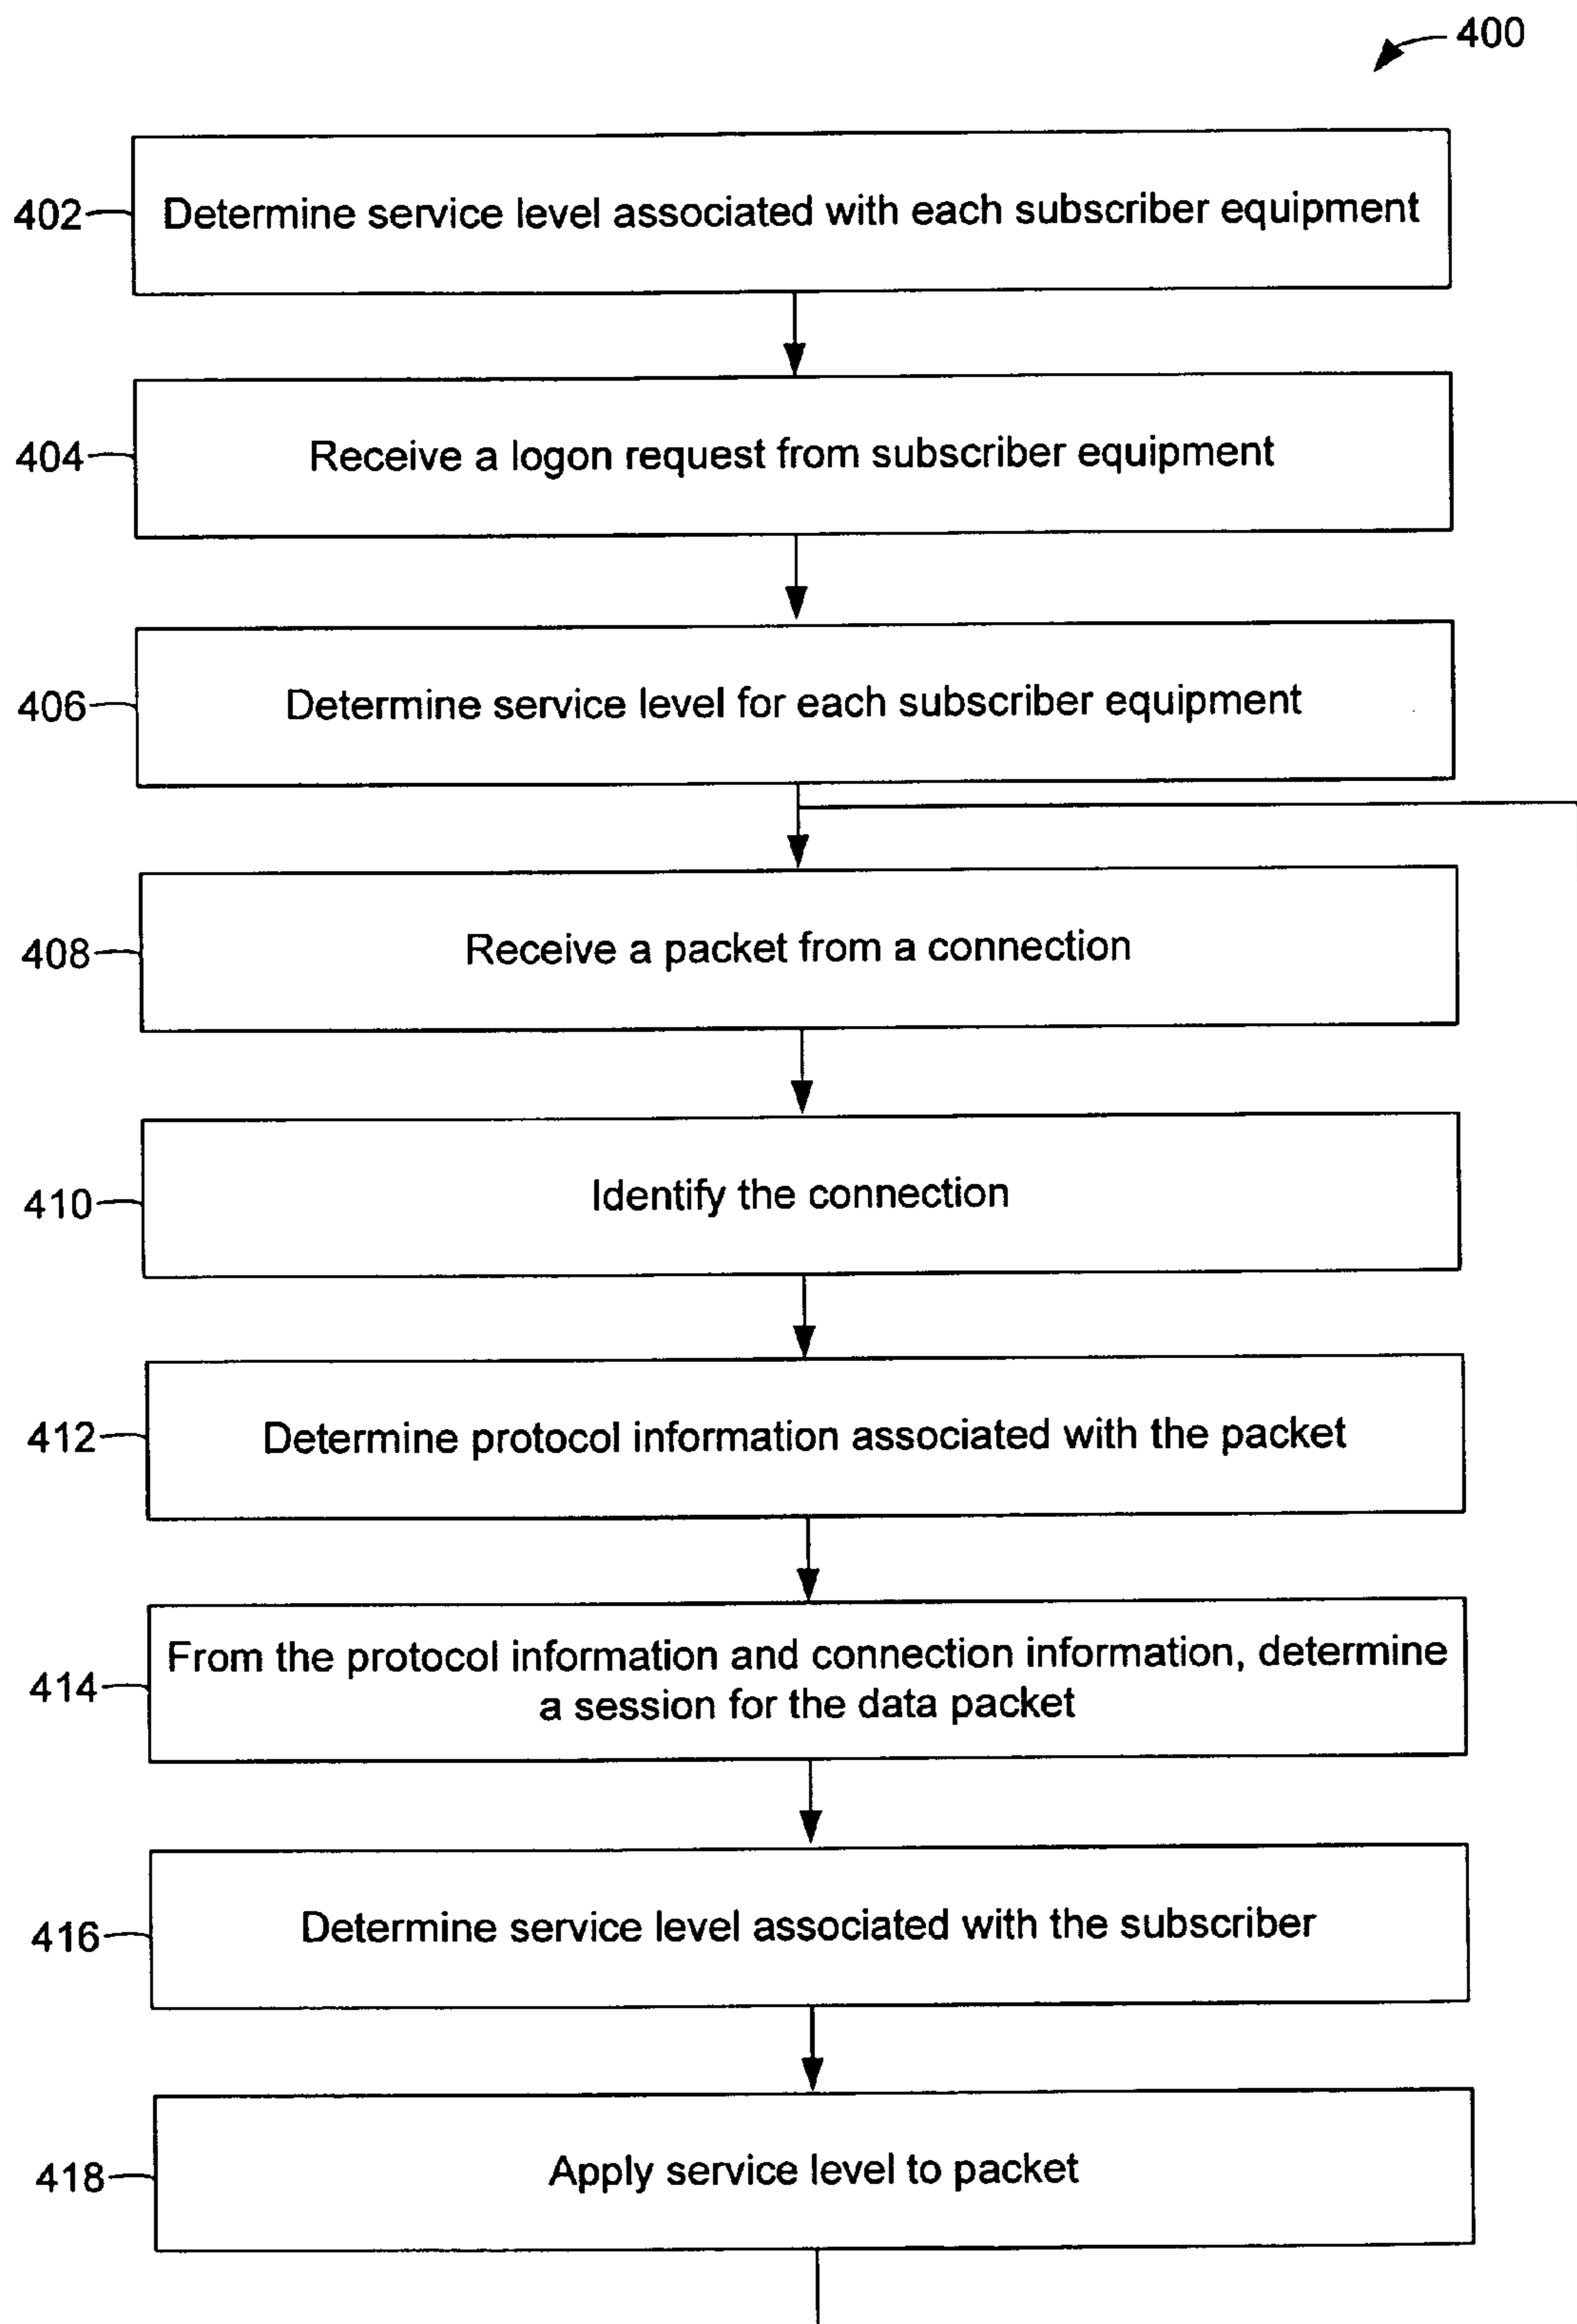 400
402
Determine service level associated with each subscriber equipment
404
Receive a logon request from subscriber equipment
406
Determine service level for each subscriber equipment
408
Receive a packet from a connection
410
Identify the connection
412
Determine protocol information associated with the packet
414
From the protocol information and connection information, determine
a session for the data packet
416
Determine service level associated with the subscriber
418
Apply service level to packet